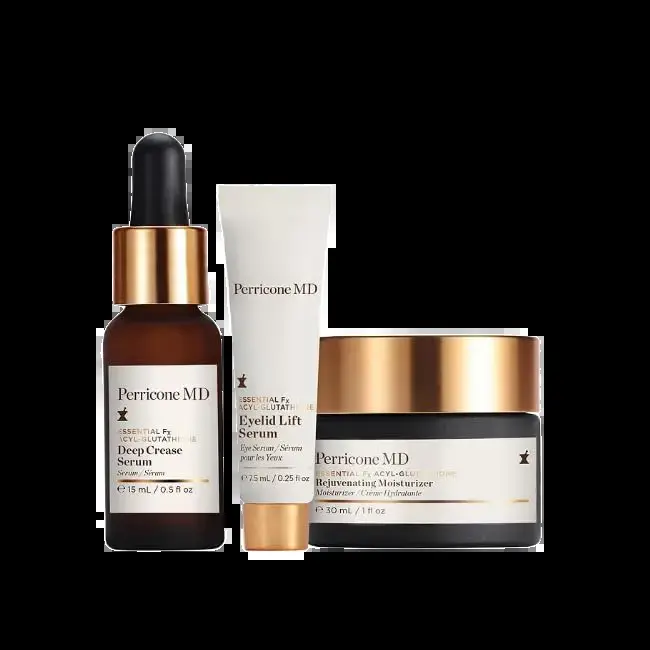 Perricone MD
ESSENTIAL Fx
ACYL-GLUTATHIONE
Deep Crease
Serum
Serum / Sérum
℮ 15 mL / 0.5 fl oz
Perricone MD
ESSENTIAL Fx
ACYL-GLUTATHIONE
Eyelid Lift
Serum
Eye Serum / Sérum
pour les Yeux
℮ 7.5 mL / 0.25 fl oz
Perricone MD
ESSENTIAL Fx ACYL-GLUTATHIONE
Rejuvenating Moisturizer
Moisturizer / Crème Hydratante
℮ 30 mL / 1 fl oz